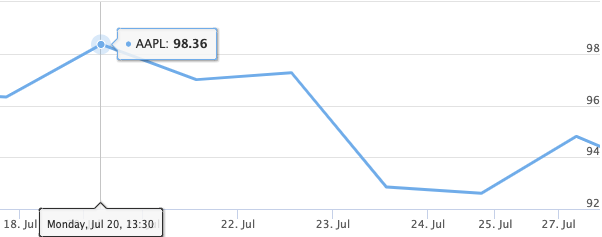 AAPL: 98.36
98
96
94
92
18. Jul
Monday, Jul 20, 13:30
22. Jul
23. Jul
24. Jul
25. Jul
27. Jul